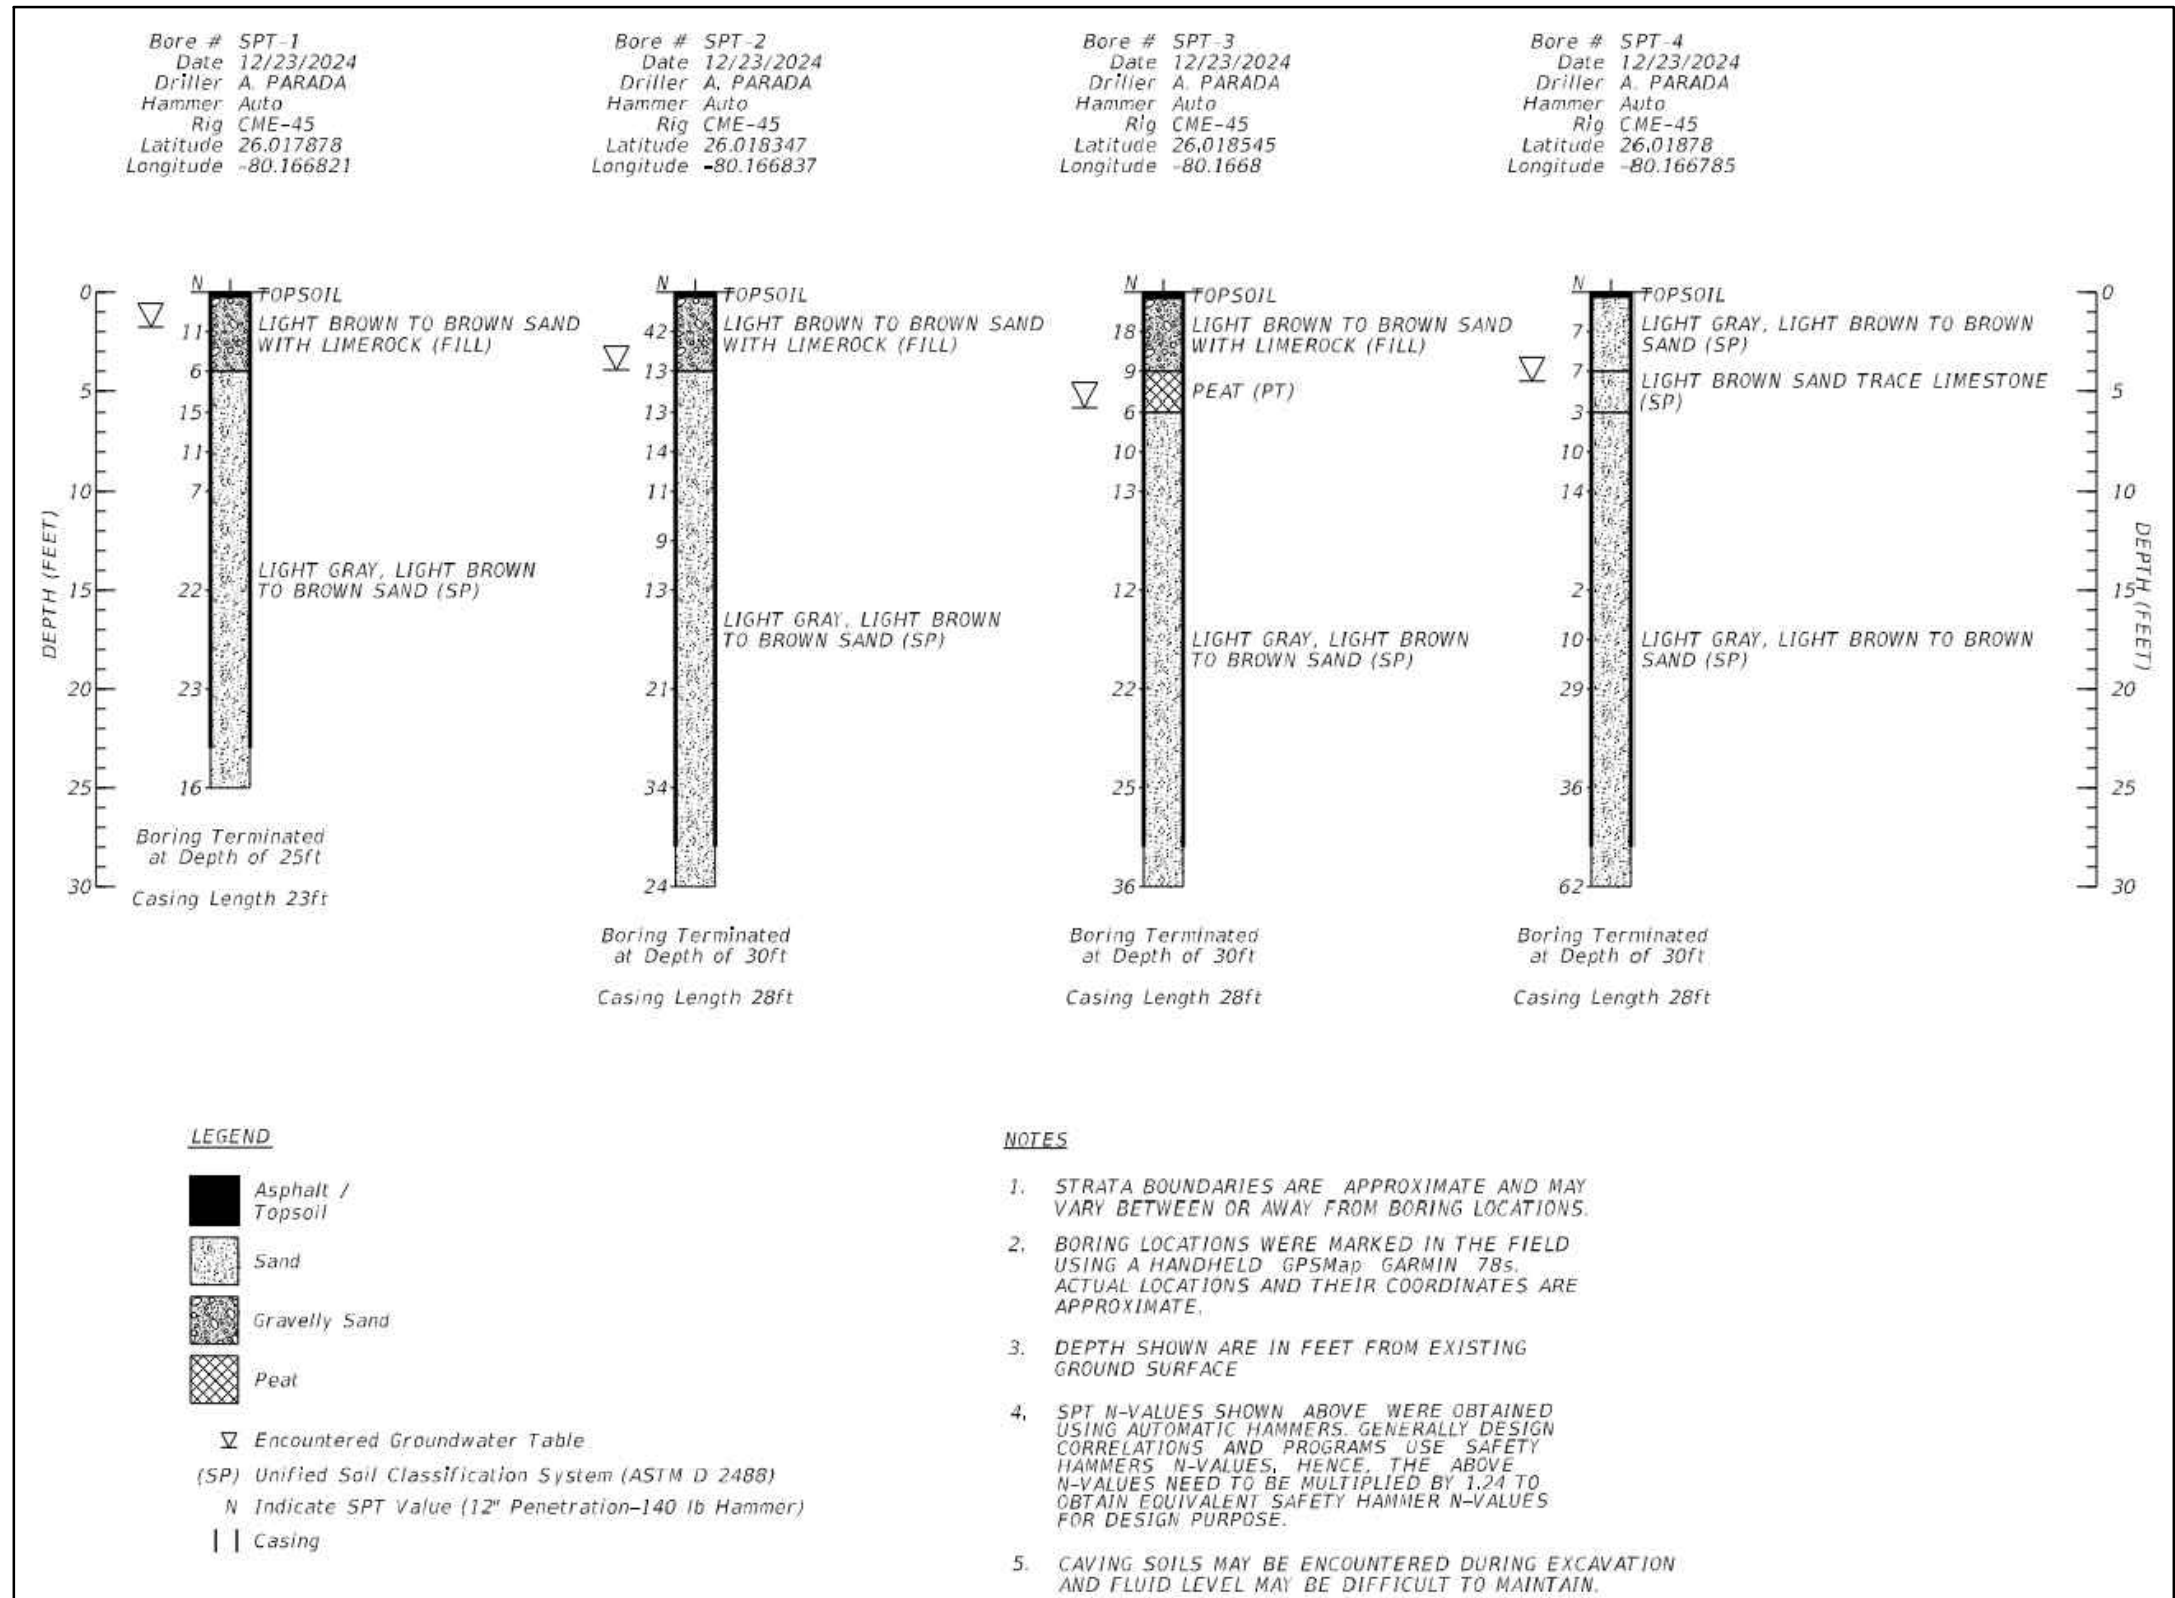 Bore # SPT-1
Date 12/23/2024
Driller A. PARADA
Hammer Auto
Rig CME-45
Latitude 26.017878
Longitude -80.166821
Bore # SPT-2
Date 12/23/2024
Driller A. PARADA
Hammer Auto
Rig CME-45
Latitude 26.018347
Longitude -80.166837
Bore # SPT-3
Date 12/23/2024
Driller A. PARADA
Hammer Auto
Rig CME-45
Latitude 26.018545
Longitude -80.1668
Bore # SPT-4
Date 12/23/2024
Driller A. PARADA
Hammer Auto
Rig CME-45
Latitude 26.01878
Longitude -80.166785
DEPTH (FEET)
0
5
10
15
20
25
30
N
11
6
15
11
7
22
23
16
TOPSOIL
LIGHT BROWN TO BROWN SAND
WITH LIMEROCK (FILL)
LIGHT GRAY, LIGHT BROWN
TO BROWN SAND (SP)
Boring Terminated
at Depth of 25ft
Casing Length 23ft
N
42
13
13
14
11
9
13
21
34
24
TOPSOIL
LIGHT BROWN TO BROWN SAND
WITH LIMEROCK (FILL)
LIGHT GRAY, LIGHT BROWN
TO BROWN SAND (SP)
Boring Terminated
at Depth of 30ft
Casing Length 28ft
N
18
9
6
10
13
12
22
25
36
TOPSOIL
LIGHT BROWN TO BROWN SAND
WITH LIMEROCK (FILL)
PEAT (PT)
LIGHT GRAY, LIGHT BROWN
TO BROWN SAND (SP)
Boring Terminated
at Depth of 30ft
Casing Length 28ft
N
7
7
3
10
14
2
10
29
36
62
TOPSOIL
LIGHT GRAY, LIGHT BROWN TO BROWN
SAND (SP)
LIGHT BROWN SAND TRACE LIMESTONE
(SP)
LIGHT GRAY, LIGHT BROWN TO BROWN
SAND (SP)
Boring Terminated
at Depth of 30ft
Casing Length 28ft
0
5
10
15
20
25
30
DEPTH (FEET)
LEGEND
Asphalt /
Topsoil
Sand
Gravelly Sand
Peat
Encountered Groundwater Table
(SP) Unified Soil Classification System (ASTM D 2488)
N Indicate SPT Value (12" Penetration-140 lb Hammer)
Casing
NOTES
1. STRATA BOUNDARIES ARE APPROXIMATE AND MAY
VARY BETWEEN OR AWAY FROM BORING LOCATIONS.
2. BORING LOCATIONS WERE MARKED IN THE FIELD
USING A HANDHELD GPSMap GARMIN 78s.
ACTUAL LOCATIONS AND THEIR COORDINATES ARE
APPROXIMATE.
3. DEPTH SHOWN ARE IN FEET FROM EXISTING
GROUND SURFACE
4. SPT N-VALUES SHOWN ABOVE WERE OBTAINED
USING AUTOMATIC HAMMERS. GENERALLY DESIGN
CORRELATIONS AND PROGRAMS USE SAFETY
HAMMERS N-VALUES, HENCE, THE ABOVE
N-VALUES NEED TO BE MULTIPLIED BY 1.24 TO
OBTAIN EQUIVALENT SAFETY HAMMER N-VALUES
FOR DESIGN PURPOSE.
5. CAVING SOILS MAY BE ENCOUNTERED DURING EXCAVATION
AND FLUID LEVEL MAY BE DIFFICULT TO MAINTAIN.